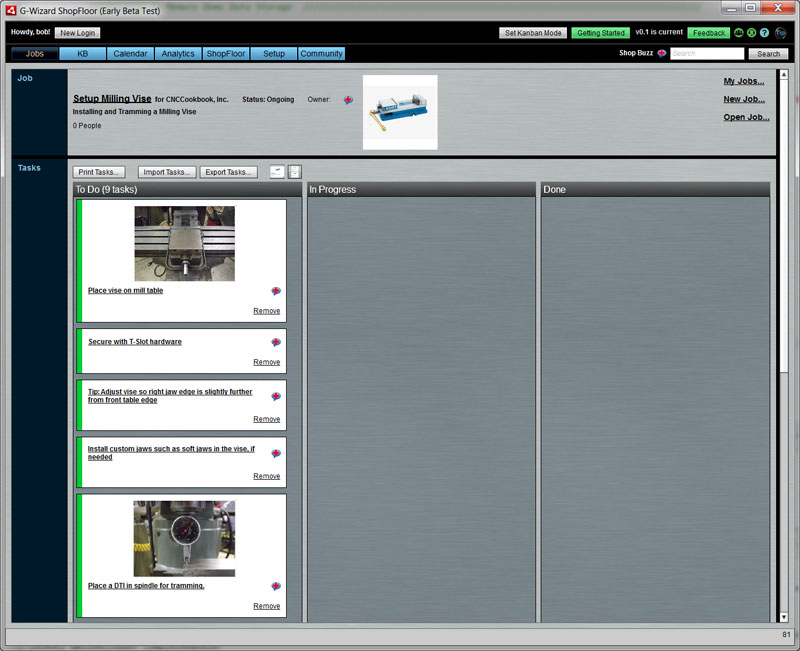 G-Wizard ShopFloor (Early Beta Test)
Howdy, bob! New Login Set Kanban Mode Getting Started v0.1 is current Feedback
Jobs KB Calendar Analytics ShopFloor Setup Community Shop Buzz Search Search
Job
My Jobs...
Setup Milling Vise for CNCCookbook, Inc. Status: Ongoing Owner: New Job...
Installing and Tramming a Milling Vise
Open Job...
0 People
Tasks
Print Tasks... Import Tasks... Export Tasks...
To Do (9 tasks) In Progress Done
Place vise on mill table
Remove
Secure with T-Slot hardware
Remove
Tip: Adjust vise so right jaw edge is slightly further
from front table edge
Remove
Install custom jaws such as soft jaws in the vise, if
needed
Remove
Place a DTI in spindle for tramming.
Remove
81